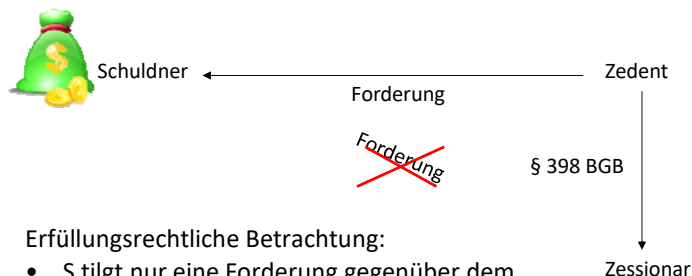 Schuldner
Zedent
Forderung
Forderung
§ 398 BGB
Erfüllungsrechtliche Betrachtung:
Zessionar
• S tilgt nur eine Forderung gegenüber dem